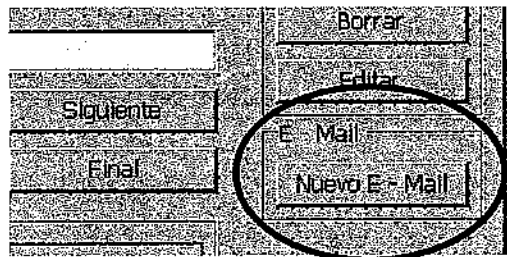 Borrar
Editar
Siguiente
E Mail
Final
Nuevo E - Mail